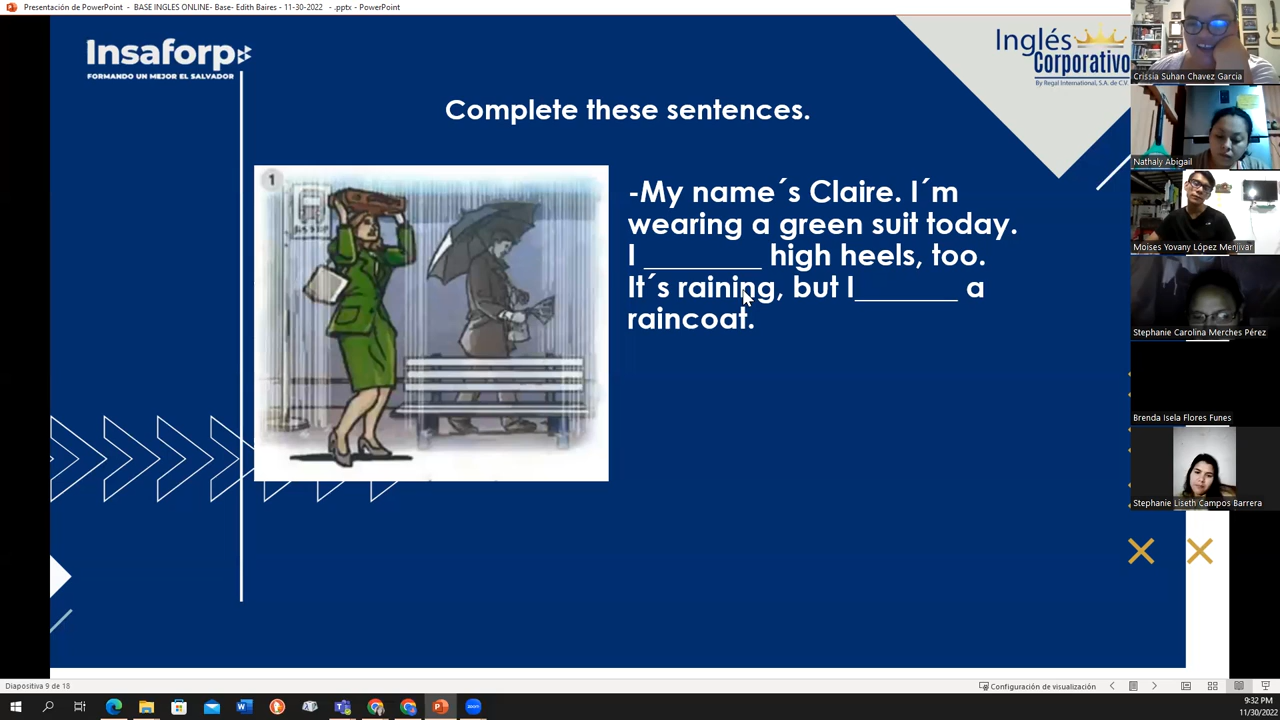 Presentación de PowerPoint - BASE INGLES ONLINE- Base- Edith Baires - 11-30-2022 - .pptx - PowerPoint
Insaforp
FORMANDO UN MEJOR EL SALVADOR
Inglés
Corporativo
By Regal International, S.A. de C.V.
Complete these sentences.
1
-My name´s Claire. I´m
wearing a green suit today.
I ________ high heels, too.
It´s raining, but I_______ a
raincoat.
Crissia Suhan Chavez Garcia
Nathaly Abigail
Moises Yovany López Menjivar
Stephanie Carolina Merches Pérez
Brenda Isela Flores Funes
Stephanie Liseth Campos Barrera
Diapositiva 9 de 18
Configuración de visualización
9:32 PM
11/30/2022